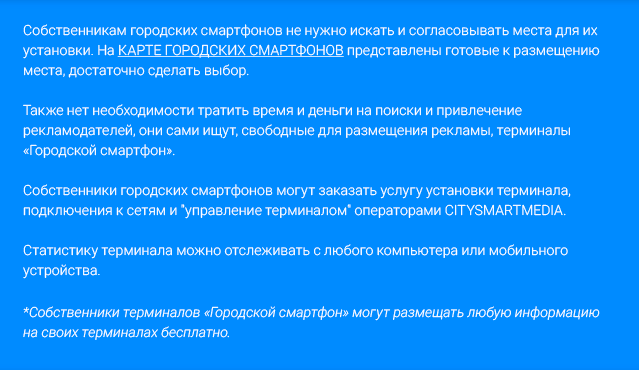 Собственникам городских смартфонов не нужно искать и согласовывать места для их
установки. На КАРТЕ ГОРОДСКИХ СМАРТФОНОВ представлены готовые к размещению
места, достаточно сделать выбор.
Также нет необходимости тратить время и деньги на поиски и привлечение
рекламодателей, они сами ищут, свободные для размещения рекламы, терминалы
«Городской смартфон».
Собственники городских смартфонов могут заказать услугу установки терминала,
подключения к сетям и "управление терминалом" операторами CITYSMARTMEDIA.
Статистику терминала можно отслеживать с любого компьютера или мобильного
устройства.
*Собственники терминалов «Городской смартфон» могут размещать любую информацию
на своих терминалах бесплатно.